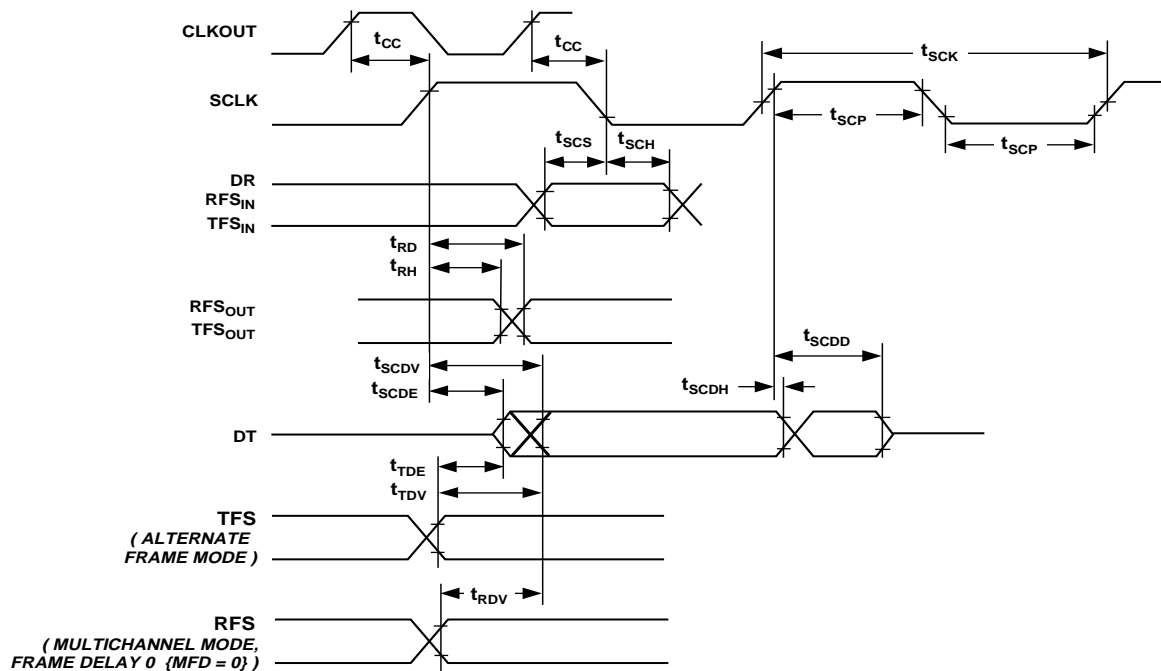 CLKOUT
tCC
tCC
tSCK
SCLK
tSCP
tSCP
tSCS
tSCH
DR
RFSIN
TFSIN
tRD
tRH
RFSOUT
TFSOUT
tSCDV
tSCDE
tSCDD
tSCDH
DT
tTDE
tTDV
TFS
( ALTERNATE
FRAME MODE )
tRDV
RFS
( MULTICHANNEL MODE,
FRAME DELAY 0 {MFD = 0} )